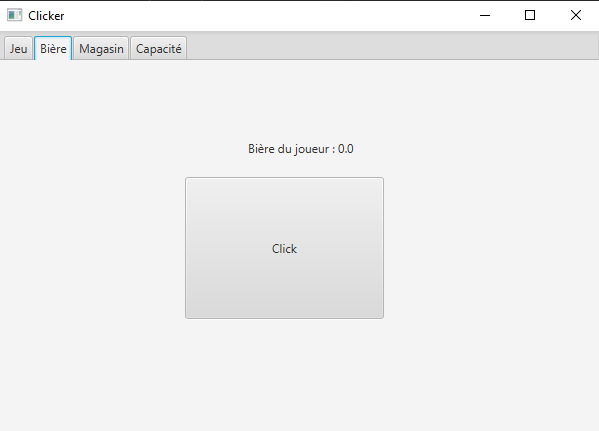 Clicker
Jeu Bière Magasin Capacité
Bière du joueur : 0.0
Click